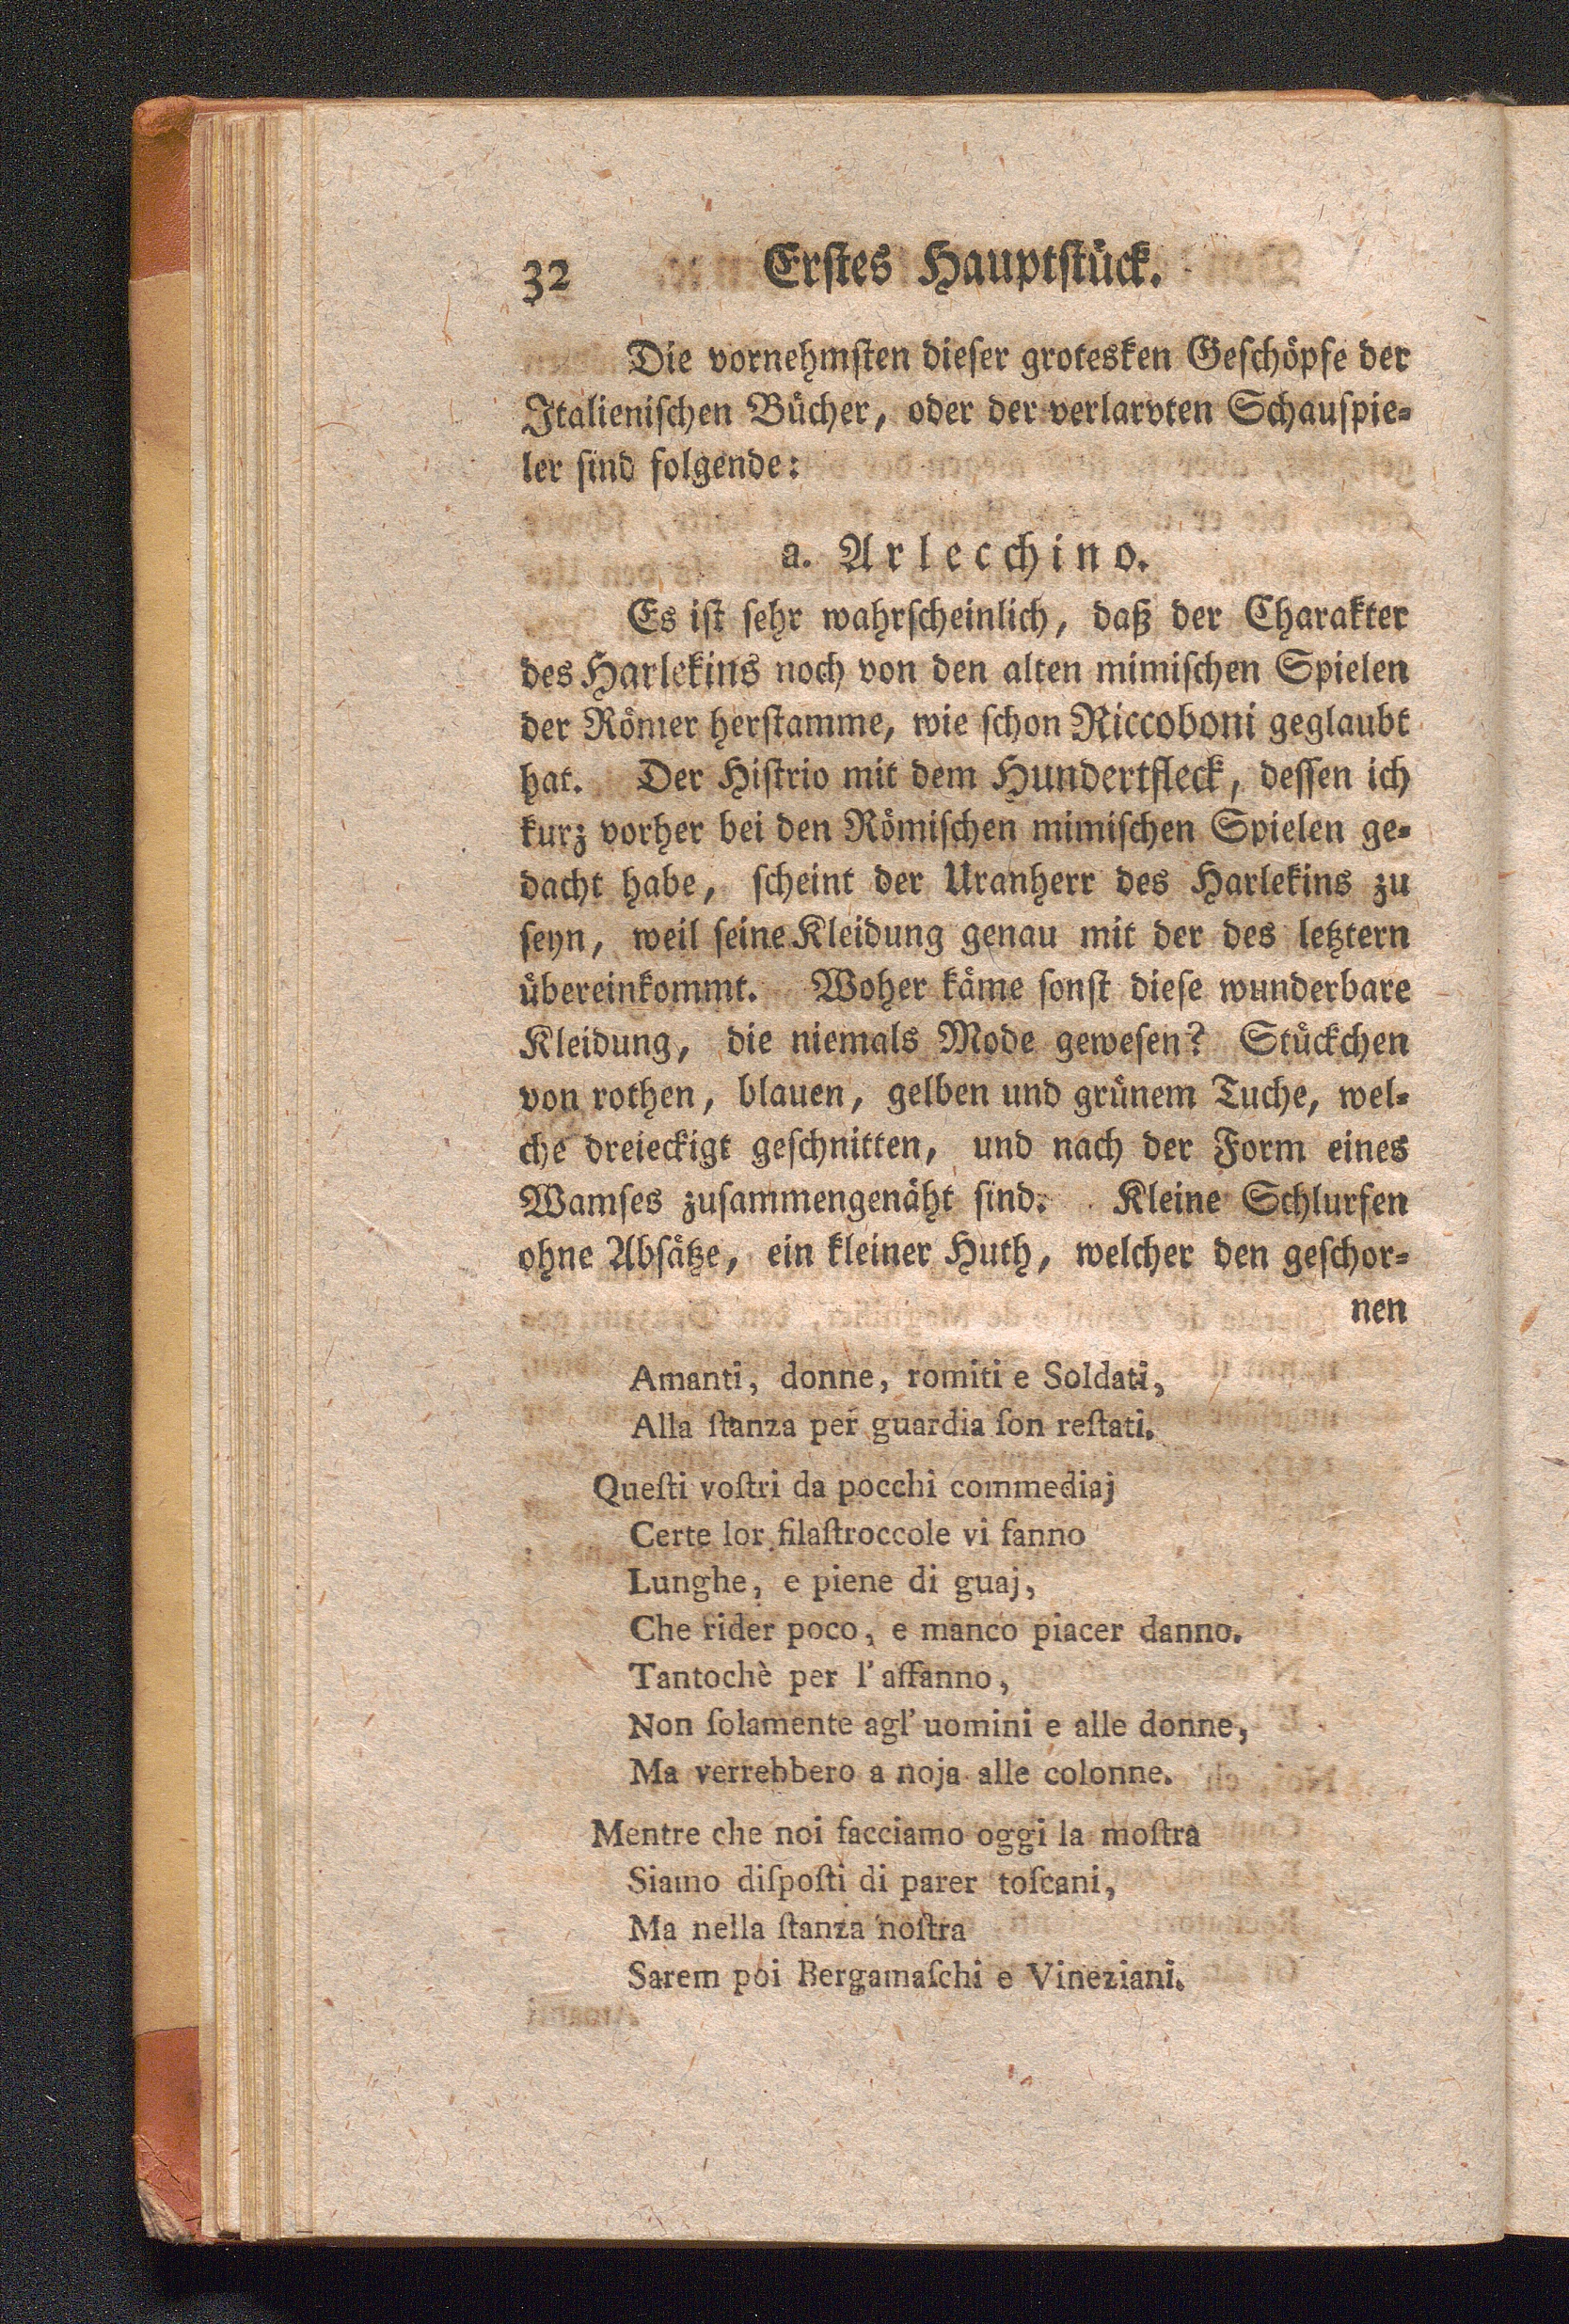 32 Erſtes Hauptſtück.
Die vornehmſten dieſer grotesken Geſchöpfe der
Italieniſchen Bücher, oder der verlarvten Schauſpie-
ler ſind folgende:
a. Arlecchino.
Es iſt ſehr wahrſcheinlich, daß der Charakter
des Harlekins noch von den alten mimiſchen Spielen
der Römer herſtamme, wie ſchon Riccoboni geglaubt
hat. Der Hiſtrio mit dem Hundertfleck, deſſen ich
kurz vorher bei den Römiſchen mimiſchen Spielen ge-
dacht habe, ſcheint der Uranherr des Harlekins zu
ſeyn, weil ſeine Kleidung genau mit der des letztern
übereinkommt. Woher käme ſonſt dieſe wunderbare
Kleidung, die niemals Mode geweſen? Stückchen
von rothen, blauen, gelben und grünem Tuche, wel-
che dreieckigt geſchnitten, und nach der Form eines
Wamſes zuſammengenäht ſind. Kleine Schlurfen
ohne Abſätze, ein kleiner Huth, welcher den geſchor-
nen
Amanti, donne, romiti e Soldati,
Alla ſtanza per guardia ſon reſtati.
Queſti voſtri da pocchi commediaj
Certe lor filaſtroccole vi fanno
Lunghe, e piene di guaj,
Che rider poco, e manco piacer danno.
Tantochè per l'affanno,
Non ſolamente agl' uomini e alle donne,
Ma verrebbero a noja alle colonne.
Mentre che noi facciamo oggi la moſtra
Siamo diſpoſti di parer toſcani,
Ma nella ſtanza noſtra
Sarem poi Bergamaſchi e Vineziani.